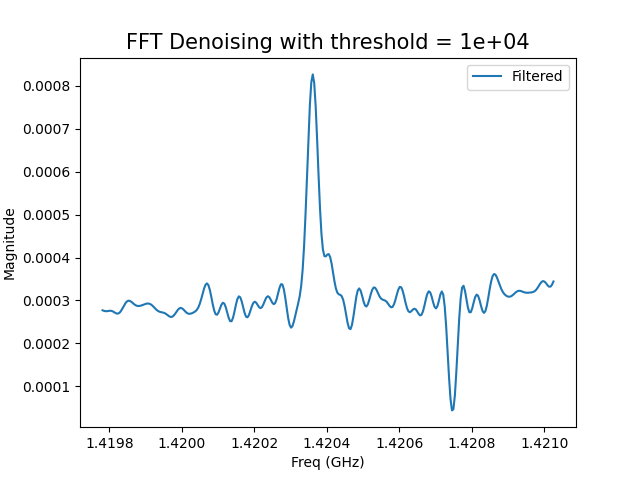 FFT Denoising with threshold = 1e+04
Filtered
0.0008
0.0007
0.0006
0.0005
0.0004
0.0003
0.0002
0.0001
Magnitude
1.4198 1.4200 1.4202 1.4204 1.4206 1.4208 1.4210
Freq (GHz)